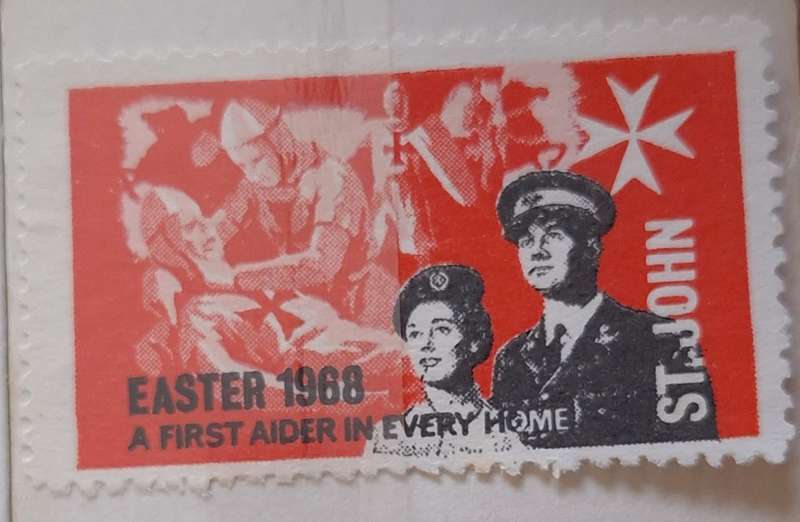 ST. JOHN
EASTER 1968
A FIRST AIDER IN EVERY HOME